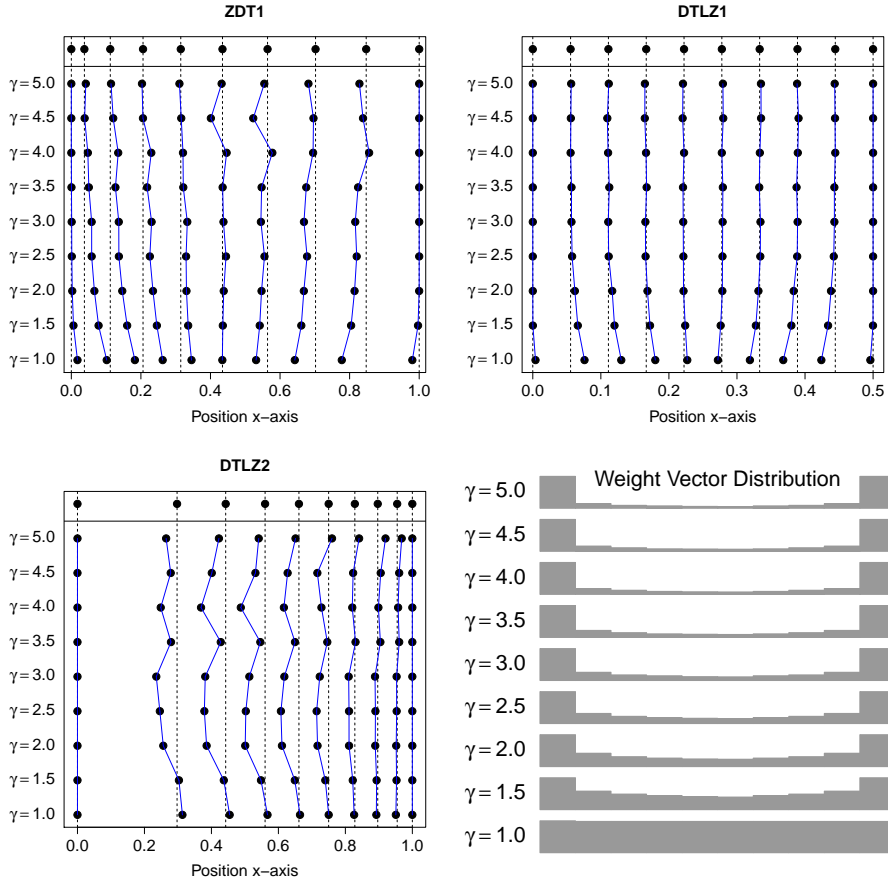 ZDT1
γ = 5.0
γ = 4.5
γ = 4.0
γ = 3.5
γ = 3.0
γ = 2.5
γ = 2.0
γ = 1.5
γ = 1.0
0.0 0.2 0.4 0.6 0.8 1.0
Position x−axis
DTLZ1
γ = 5.0
γ = 4.5
γ = 4.0
γ = 3.5
γ = 3.0
γ = 2.5
γ = 2.0
γ = 1.5
γ = 1.0
0.0 0.1 0.2 0.3 0.4 0.5
Position x−axis
DTLZ2
γ = 5.0
γ = 4.5
γ = 4.0
γ = 3.5
γ = 3.0
γ = 2.5
γ = 2.0
γ = 1.5
γ = 1.0
0.0 0.2 0.4 0.6 0.8 1.0
Position x−axis
Weight Vector Distribution
γ = 5.0
γ = 4.5
γ = 4.0
γ = 3.5
γ = 3.0
γ = 2.5
γ = 2.0
γ = 1.5
γ = 1.0